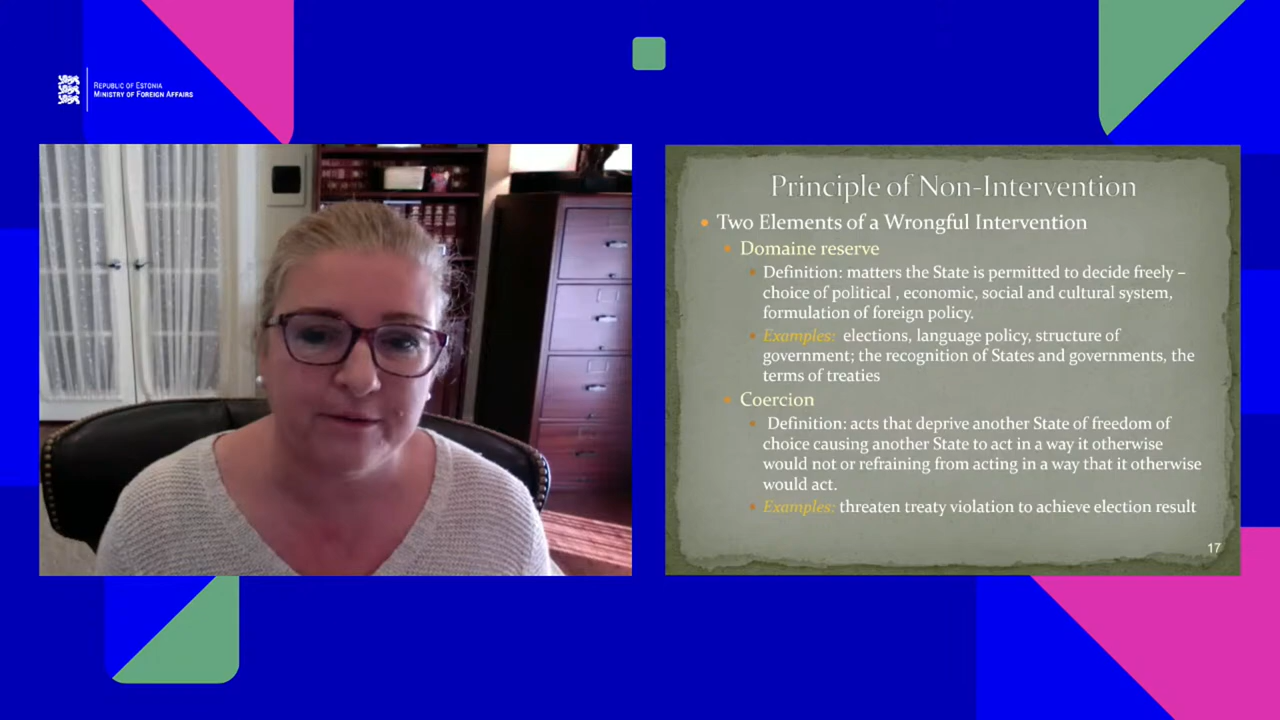 REPUBLIC OF ESTONIA
MINISTRY OF FOREIGN AFFAIRS
Principle of Non-Intervention
Two Elements of a Wrongful Intervention
Domaine reserve
Definition: matters the State is permitted to decide freely –
choice of political , economic, social and cultural system,
formulation of foreign policy.
Examples: elections, language policy, structure of
government; the recognition of States and governments, the
terms of treaties
Coercion
Definition: acts that deprive another State of freedom of
choice causing another State to act in a way it otherwise
would not or refraining from acting in a way that it otherwise
would act.
Examples: threaten treaty violation to achieve election result
17